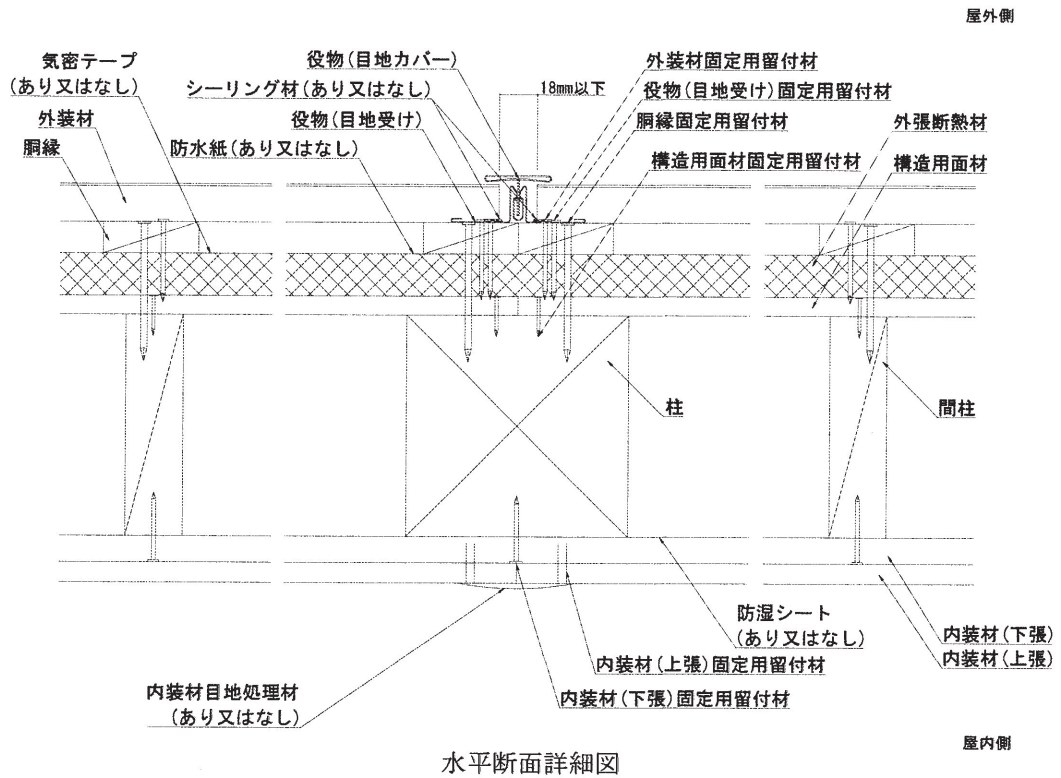 屋外側
気密テープ
(あり又はなし)
外装材
胴縁
役物(目地カバー)
シーリング材(あり又はなし)
役物(目地受け)
防水紙(あり又はなし)
18mm以下
外装材固定用留付材
役物(目地受け)固定用留付材
胴縁固定用留付材
構造用面材固定用留付材
外張断熱材
構造用面材
柱
間柱
防湿シート
(あり又はなし)
内装材(下張)
内装材(上張)
内装材(上張)固定用留付材
内装材(下張)固定用留付材
内装材目地処理材
(あり又はなし)
屋内側
水平断面詳細図